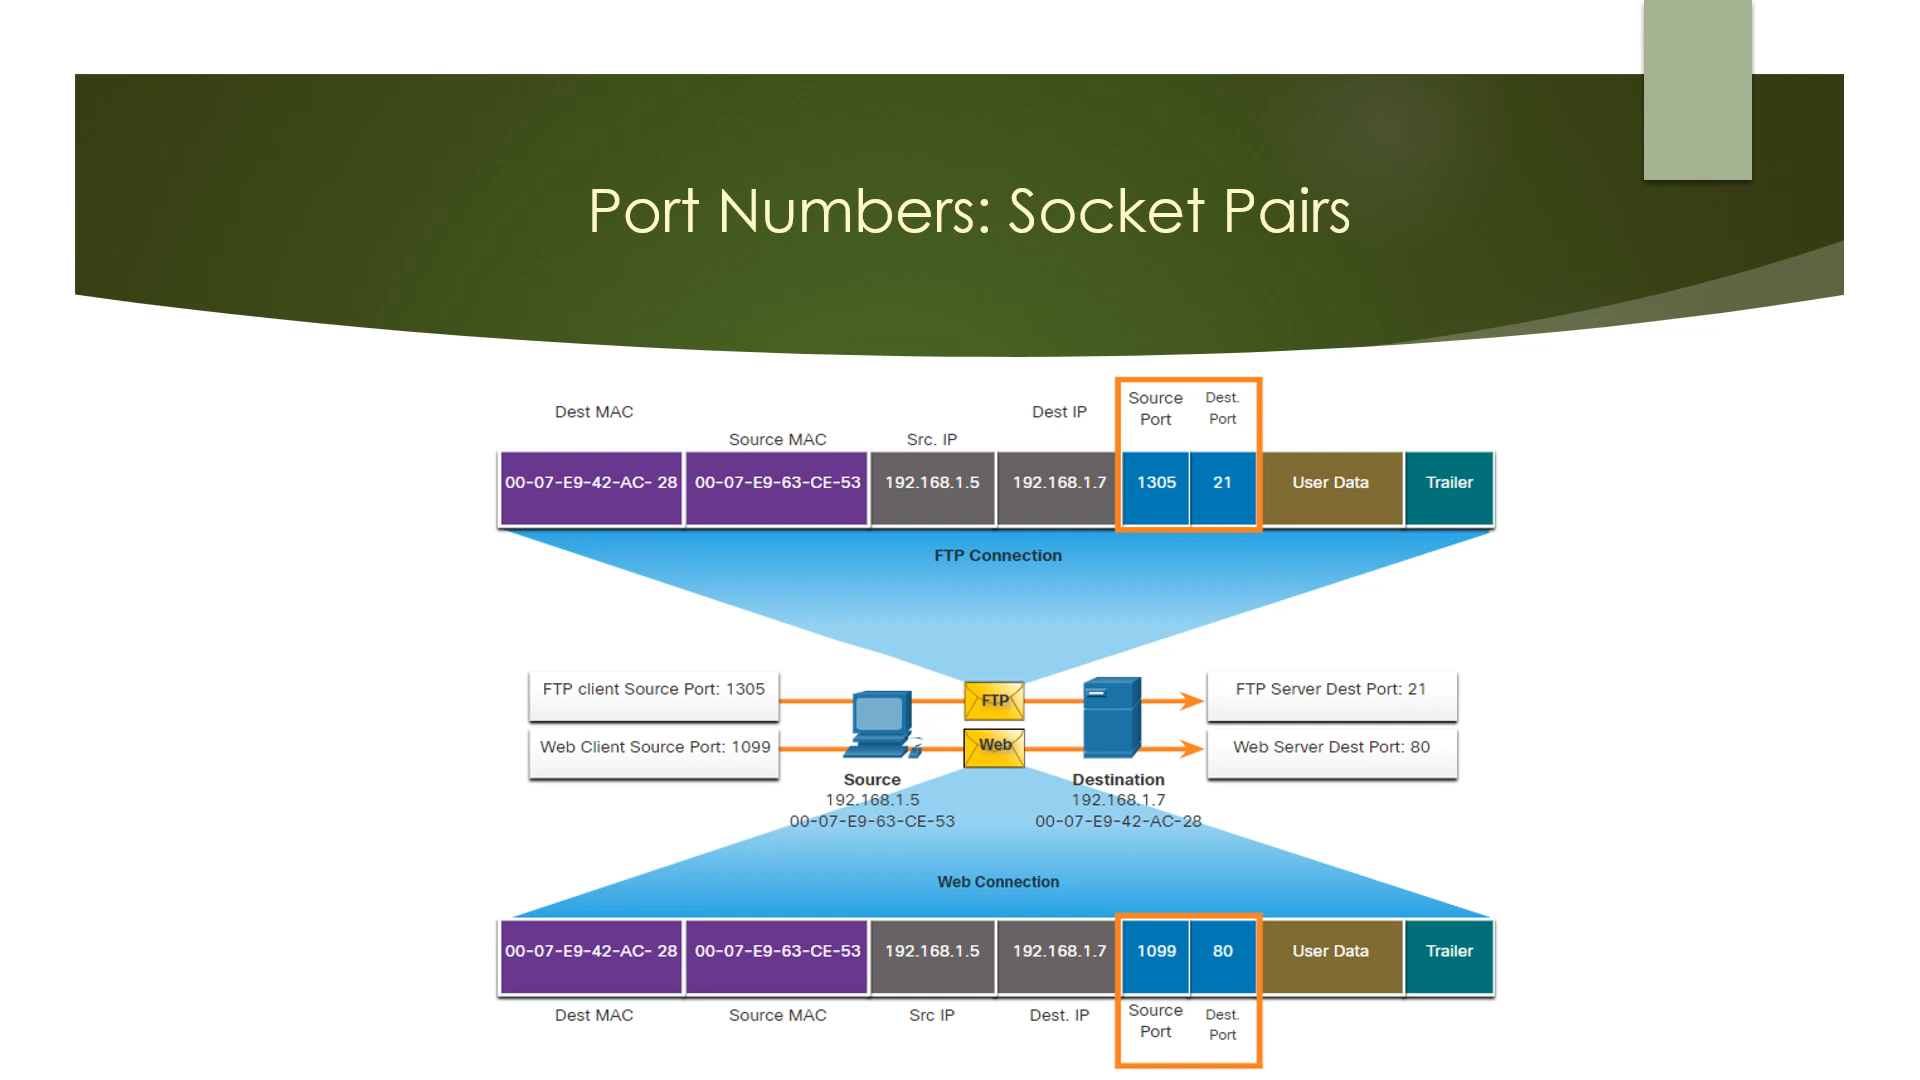 Port Numbers: Socket Pairs
Dest MAC
Source MAC
Src. IP
Dest IP
Source
Port
Dest.
Port
00-07-E9-42-AC- 28
00-07-E9-63-CE-53
192.168.1.5
192.168.1.7
1305
21
User Data
Trailer
FTP Connection
FTP client Source Port: 1305
FTP
FTP Server Dest Port: 21
Web Client Source Port: 1099
Web
Web Server Dest Port: 80
Source
192.168.1.5
00-07-E9-63-CE-53
Destination
192.168.1.7
00-07-E9-42-AC-28
Web Connection
00-07-E9-42-AC- 28
00-07-E9-63-CE-53
192.168.1.5
192.168.1.7
1099
80
User Data
Trailer
Dest MAC
Source MAC
Src IP
Dest. IP
Source
Port
Dest.
Port